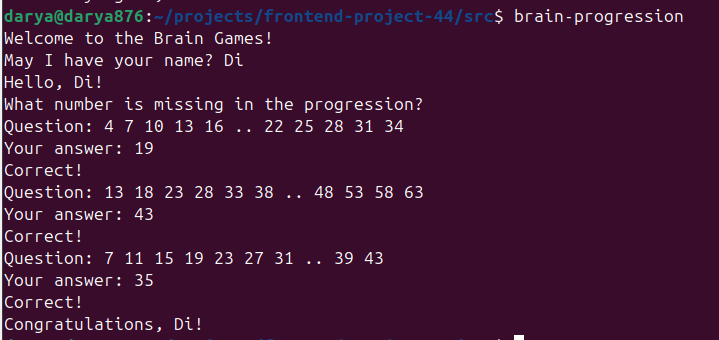 darya@darya876:~/projects/frontend-project-44/src$ brain-progression
Welcome to the Brain Games!
May I have your name? Di
Hello, Di!
What number is missing in the progression?
Question: 4 7 10 13 16 .. 22 25 28 31 34
Your answer: 19
Correct!
Question: 13 18 23 28 33 38 .. 48 53 58 63
Your answer: 43
Correct!
Question: 7 11 15 19 23 27 31 .. 39 43
Your answer: 35
Correct!
Congratulations, Di!